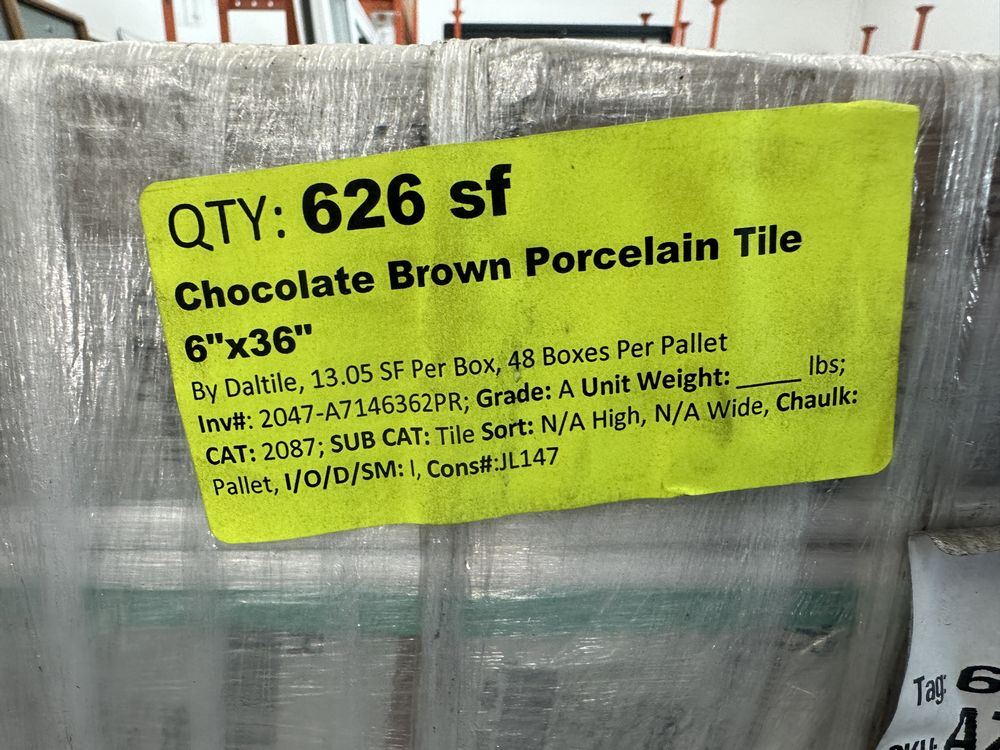 QTY: 626 sf
Chocolate Brown Porcelain Tile
6"x36"
By Daltile, 13.05 SF Per Box, 48 Boxes Per Pallet
Inv#: 2047-A7146362PR; Grade: A Unit Weight: _____ lbs;
CAT: 2087; SUB CAT: Tile Sort: N/A High, N/A Wide, Chaulk:
Pallet, I/O/D/SM: I, Cons#:JL147
Tag: 6